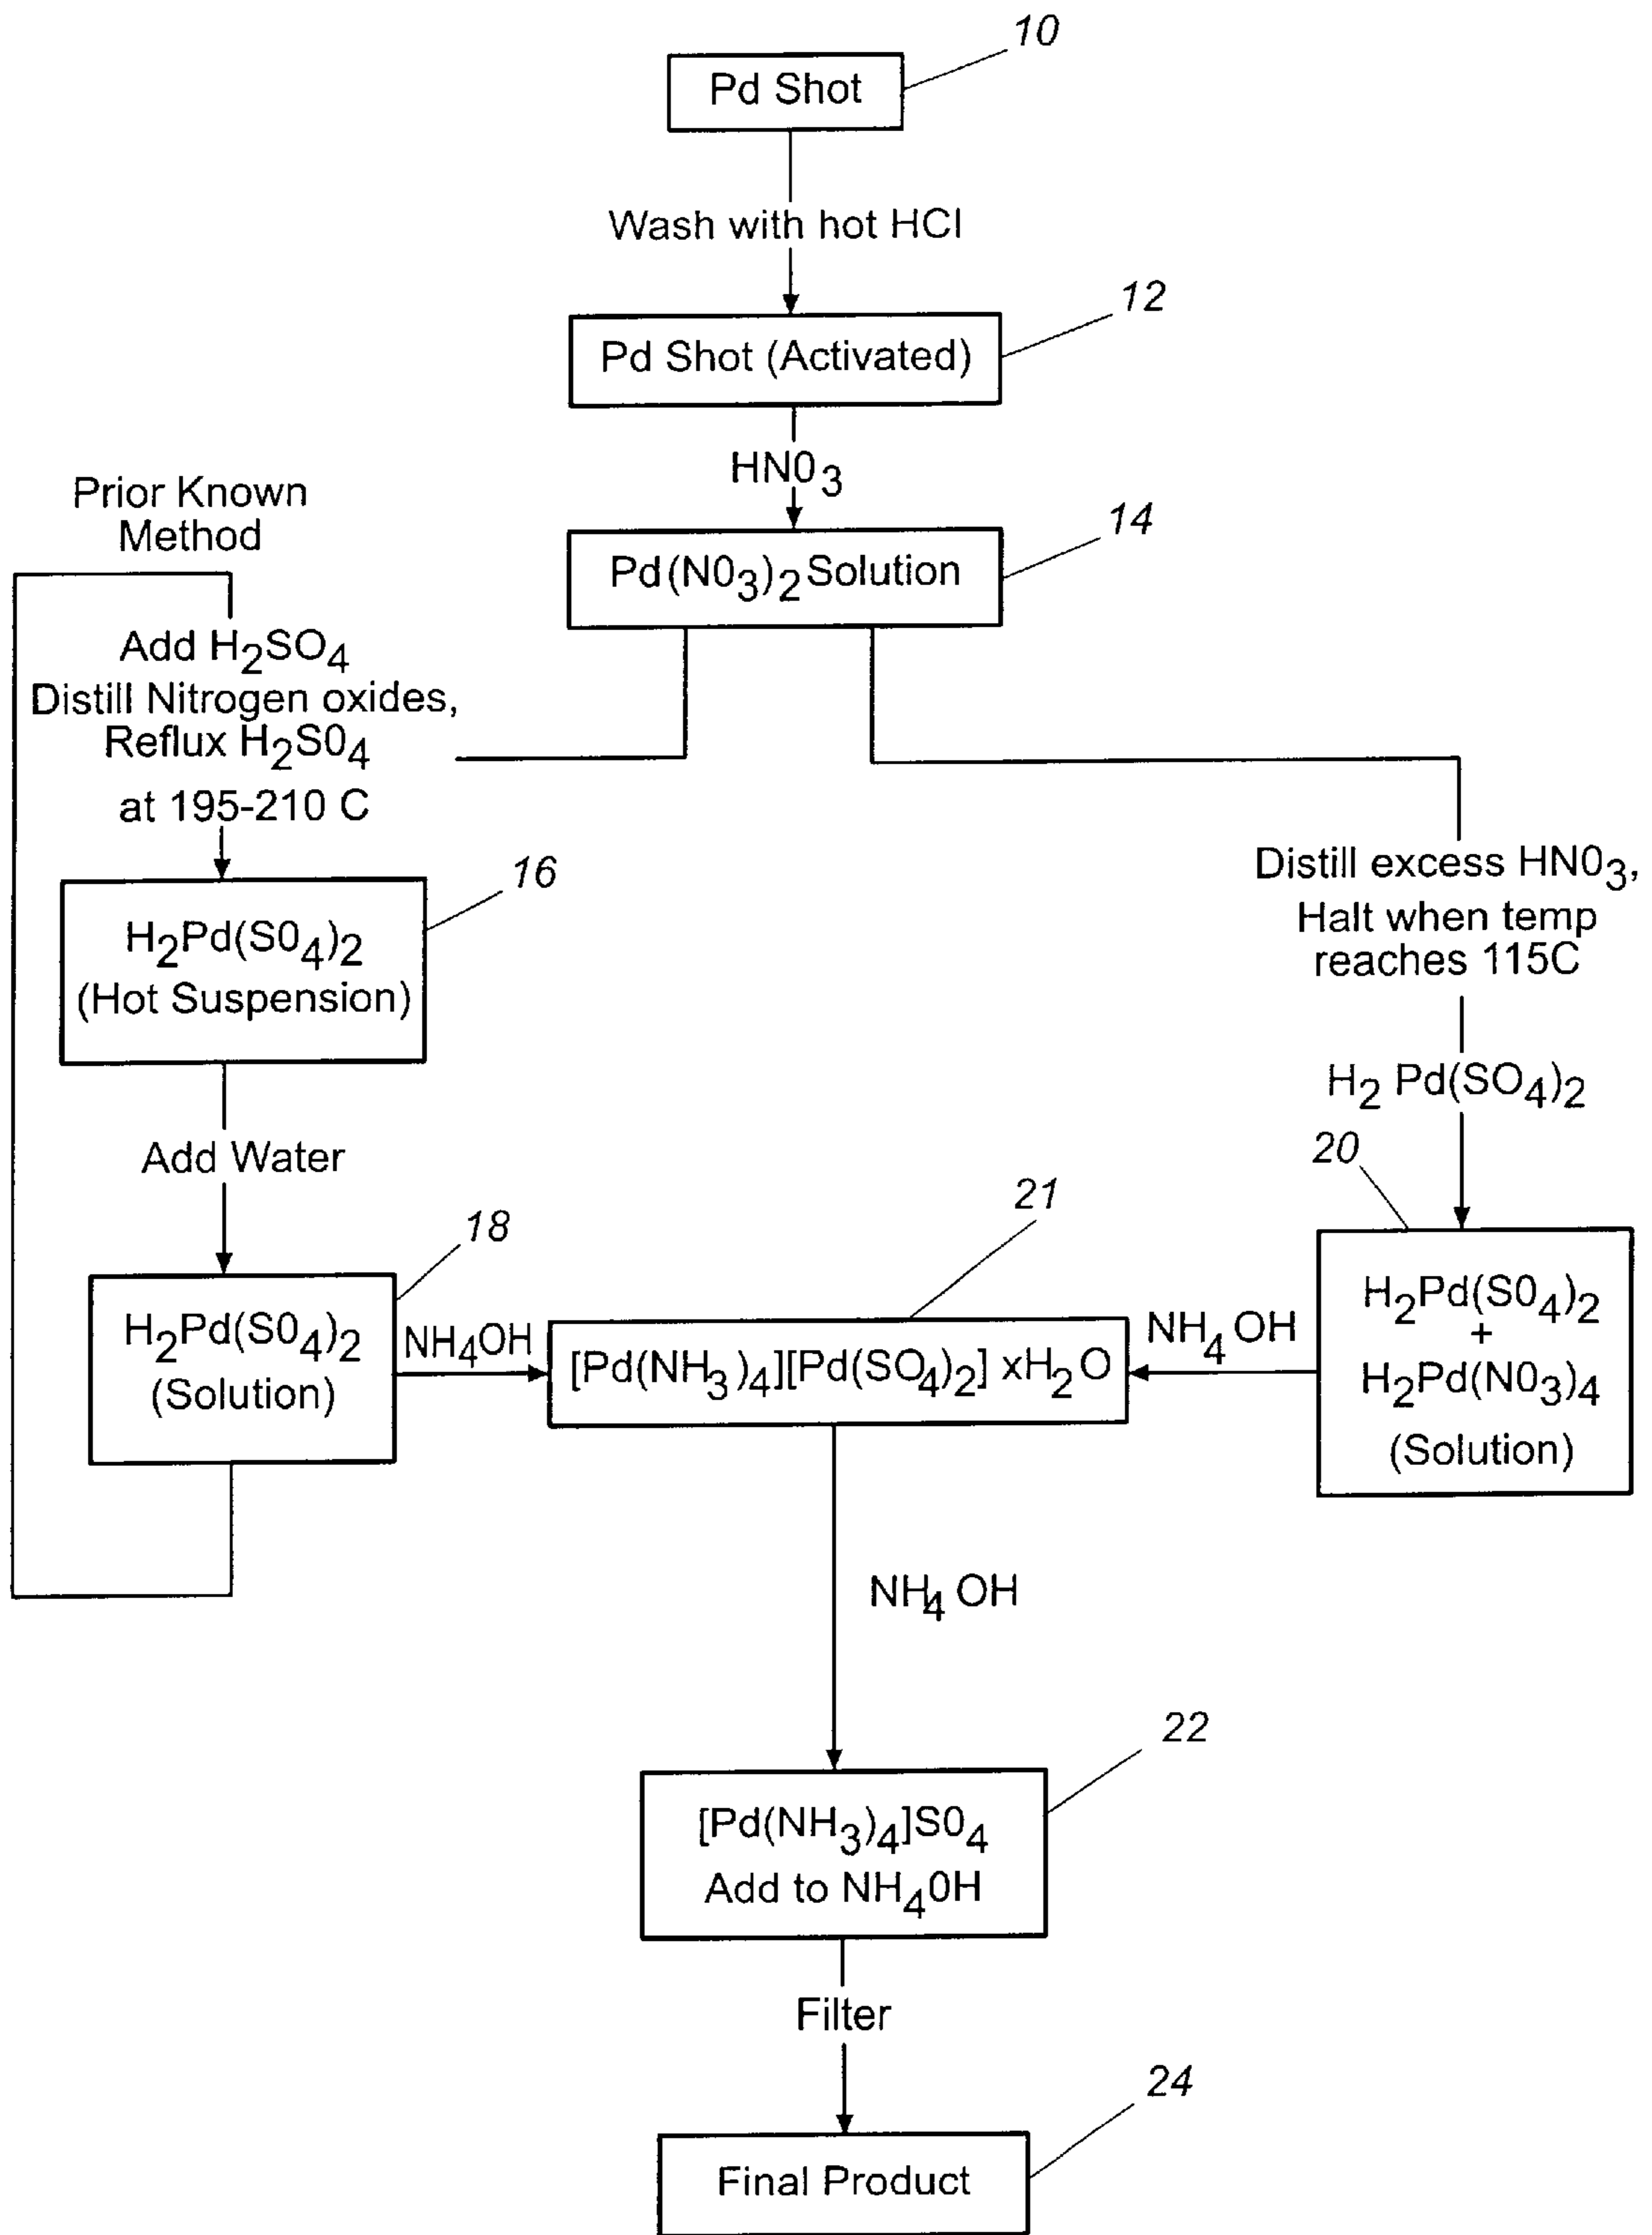 10
Pd Shot
Wash with hot HCl
12
Pd Shot (Activated)
HN0₃
14
Pd(N0₃)₂ Solution
Prior Known
Method
Add H₂SO₄
Distill Nitrogen oxides,
Reflux H₂S0₄
at 195-210 C
16
H₂Pd(S0₄)₂
(Hot Suspension)
Add Water
18
H₂Pd(S0₄)₂
(Solution)
NH₄OH
Distill excess HN0₃,
Halt when temp
reaches 115C
H₂ Pd(SO₄)₂
20
H₂Pd(S0₄)₂
+
H₂Pd(N0₃)₄
(Solution)
NH₄ OH
21
[Pd(NH₃)₄][Pd(SO₄)₂] xH₂O
NH₄ OH
22
[Pd(NH₃)₄]S0₄
Add to NH₄0H
Filter
24
Final Product